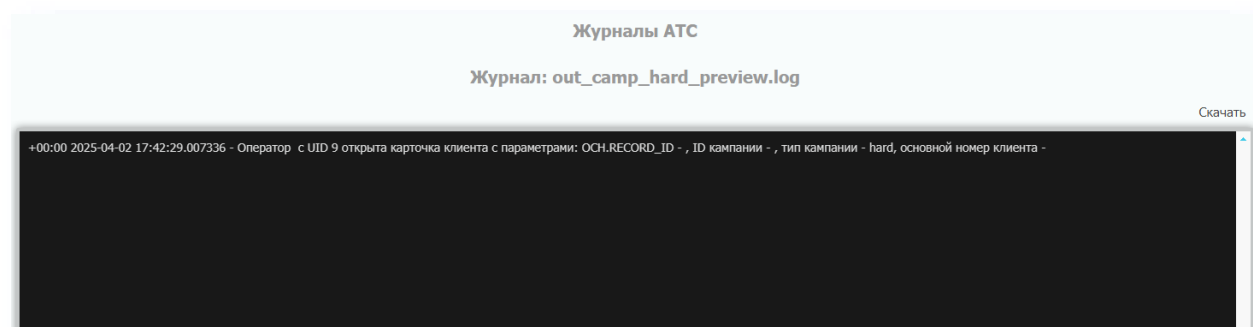 Журналы АТС
Журнал: out_camp_hard_preview.log
Скачать
+00:00 2025-04-02 17:42:29.007336 - Оператор  с UID 9 открыта карточка клиента с параметрами: OCH.RECORD_ID - , ID кампании - , тип кампании - hard, основной номер клиента -